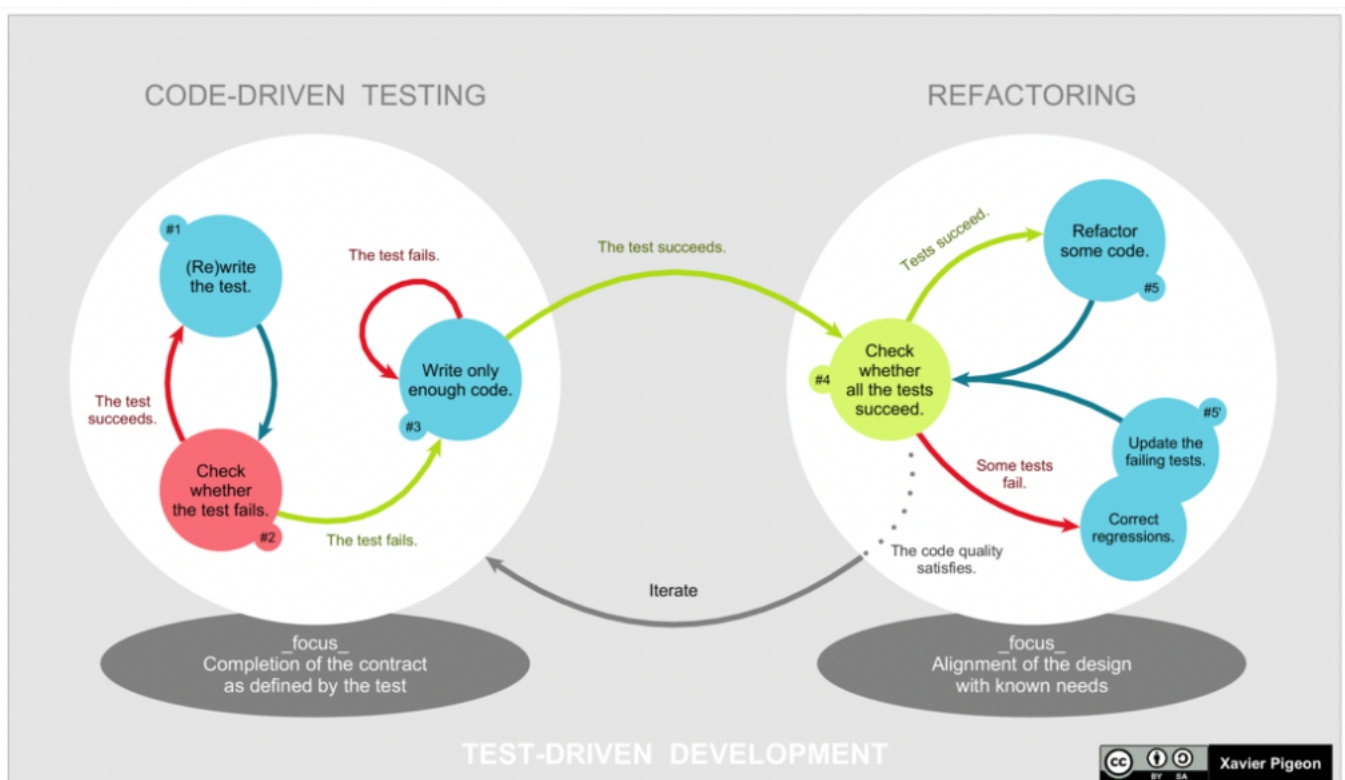 CODE-DRIVEN TESTING
REFACTORING
#1
(Re)write
the test.
The test fails.
The test succeeds.
Tests succeed.
Refactor
some code.
#5
The test
succeeds.
Write only
enough code.
#3
Check
whether
all the tests
succeed.
#4
#5'
Update the
failing tests.
Check
whether
the test fails.
#2
The test fails.
Some tests
fail.
Correct
regressions.
The code quality
satisfies.
Iterate
_focus_
Completion of the contract
as defined by the test
_focus_
Alignment of the design
with known needs
TEST-DRIVEN DEVELOPMENT
cc
BY SA
Xavier Pigeon